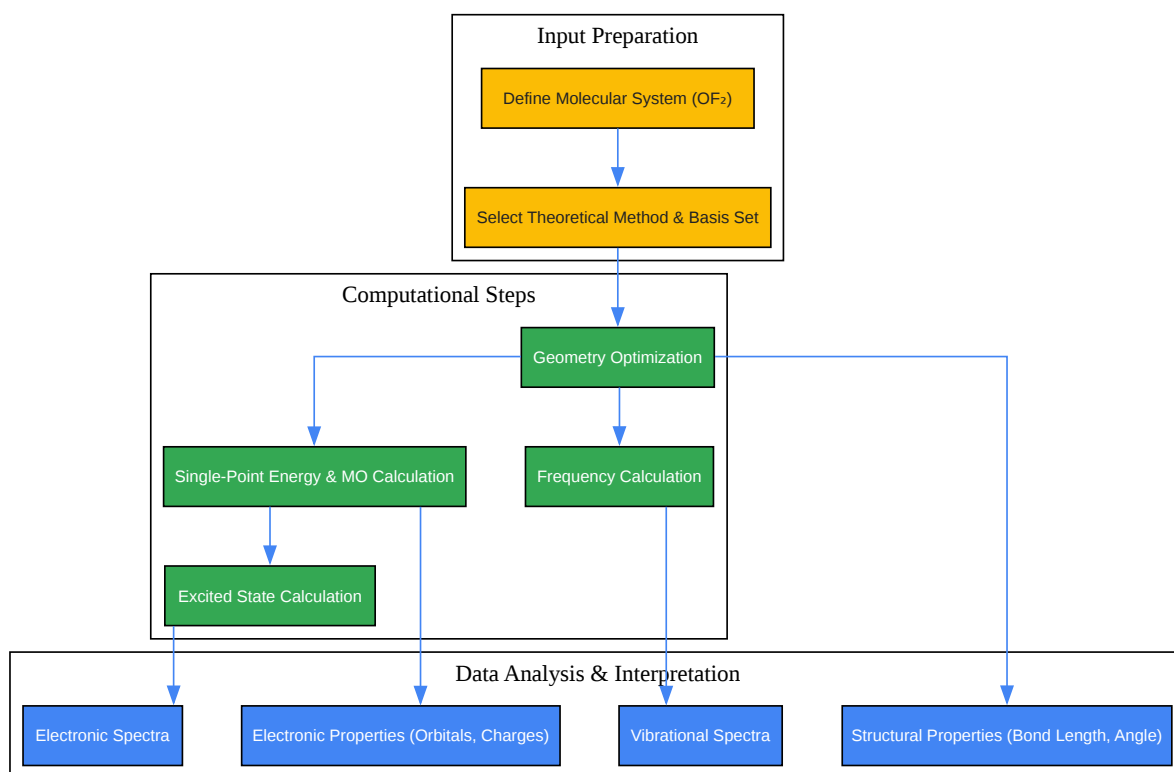 Input Preparation
Define Molecular System (OF₂)
Select Theoretical Method & Basis Set
Computational Steps
Geometry Optimization
Single-Point Energy & MO Calculation
Frequency Calculation
Excited State Calculation
Data Analysis & Interpretation
Electronic Spectra
Electronic Properties (Orbitals, Charges)
Vibrational Spectra
Structural Properties (Bond Length, Angle)